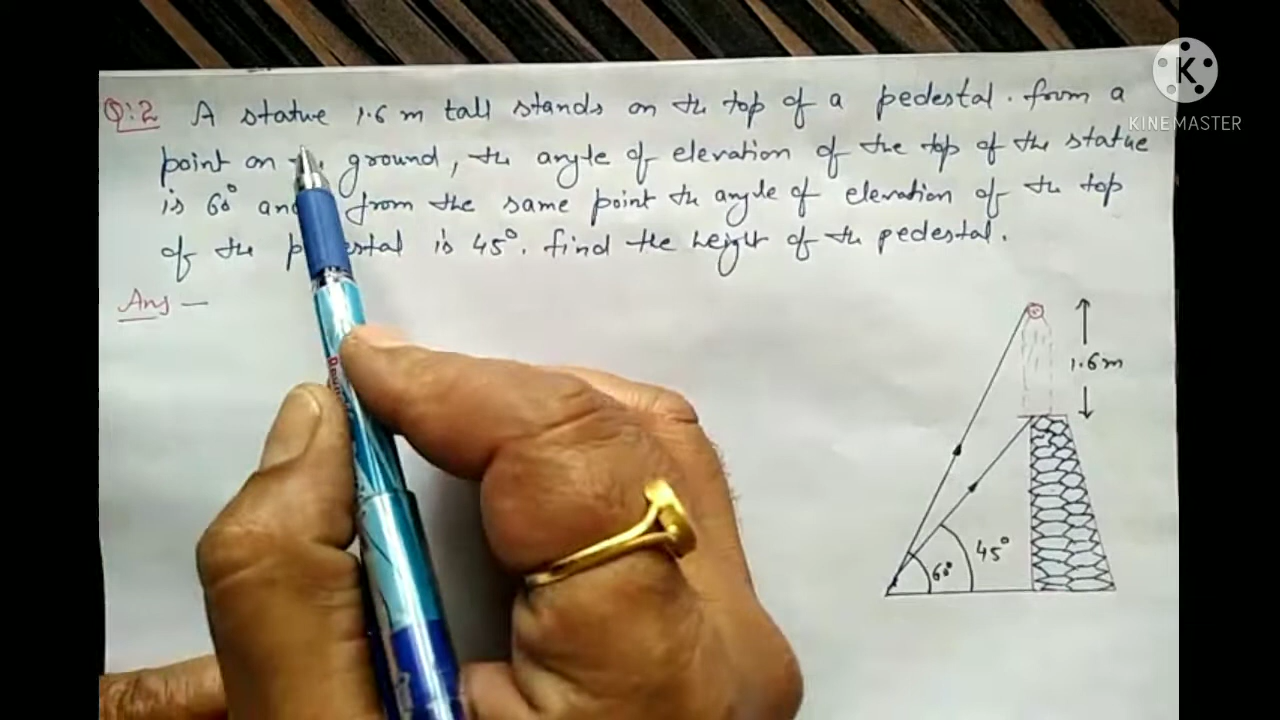 Q:2 A statue 1.6 m tall stands on the top of a pedestal. from a
point on ground, the angle of elevation of the top of the statue
is 60° from the same point the angle of elevation of the top
of the is 45°. find the height of the pedestal.
Ans —
1.6m
45°
60°
K
KINEMASTER